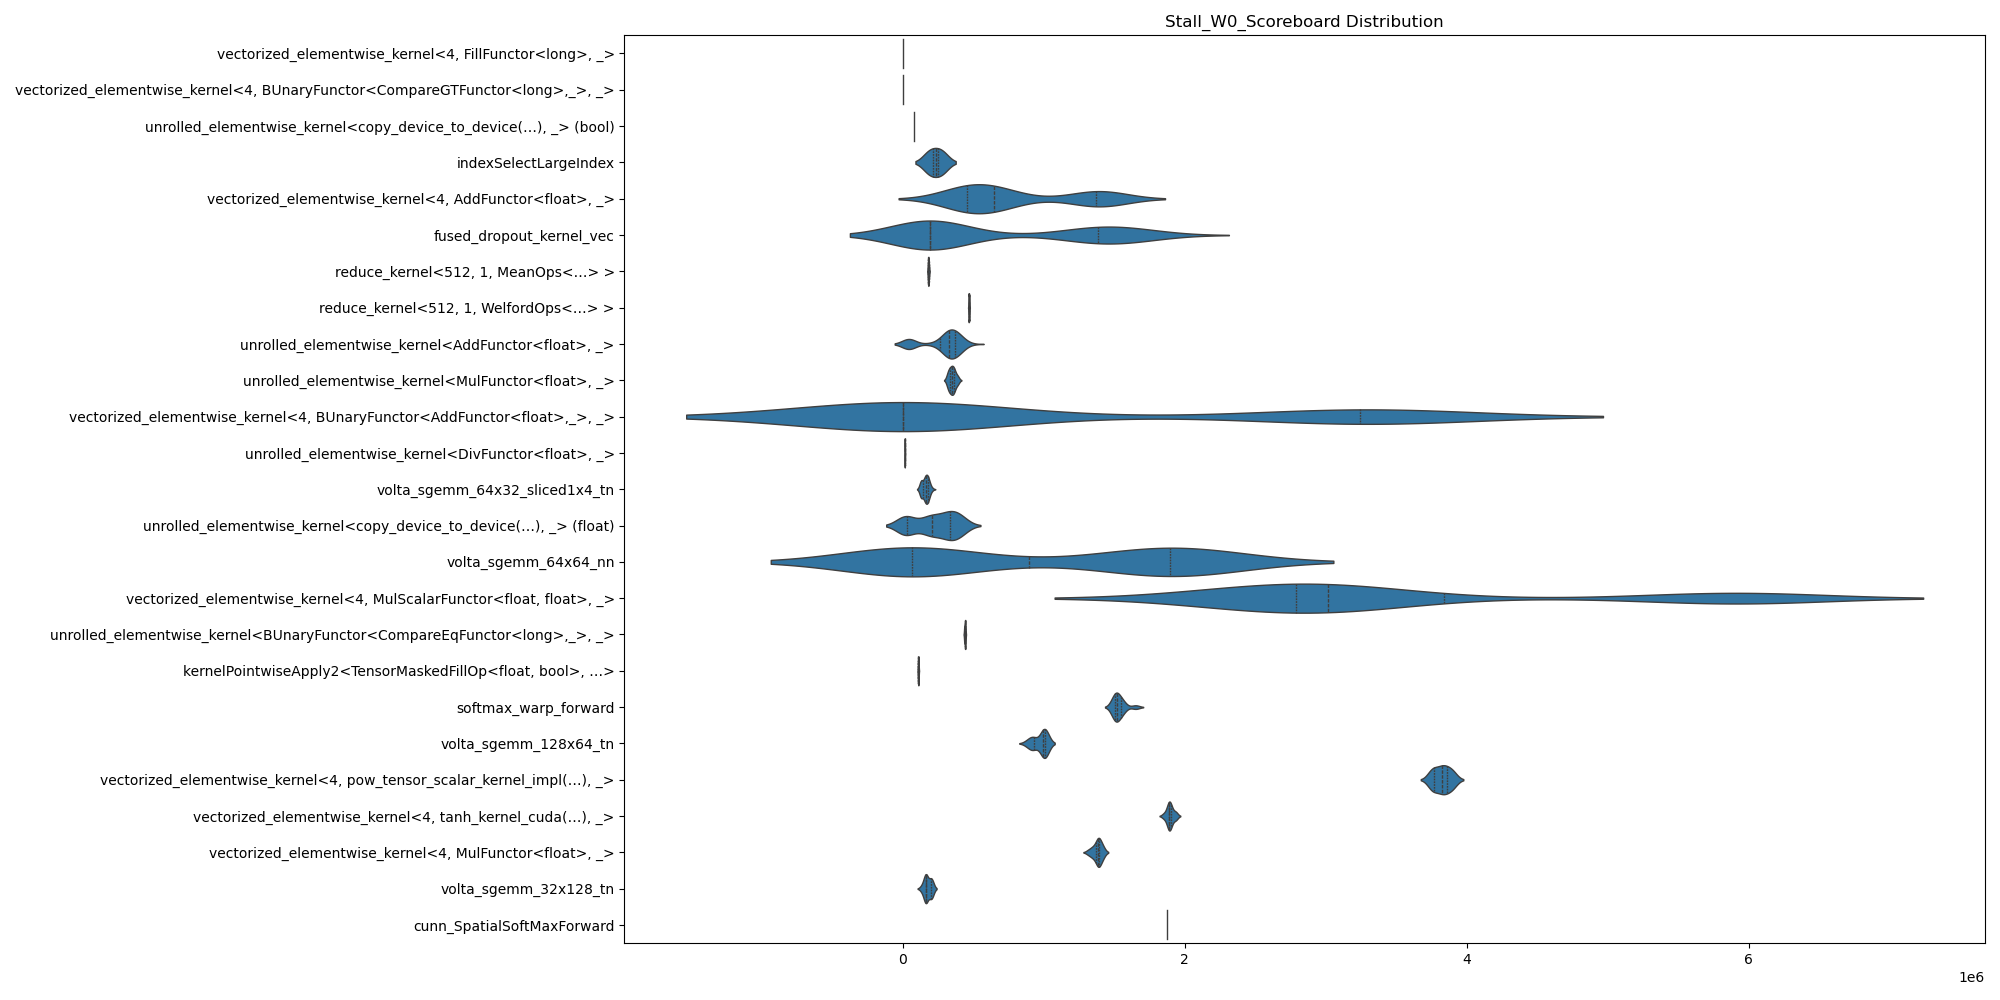 Stall_W0_Scoreboard Distribution
vectorized_elementwise_kernel<4, FillFunctor<long>, _>
vectorized_elementwise_kernel<4, BUnaryFunctor<CompareGTFunctor<long>,_>, _>
unrolled_elementwise_kernel<copy_device_to_device(...), _> (bool)
indexSelectLargeIndex
vectorized_elementwise_kernel<4, AddFunctor<float>, _>
fused_dropout_kernel_vec
reduce_kernel<512, 1, MeanOps<...> >
reduce_kernel<512, 1, WelfordOps<...> >
unrolled_elementwise_kernel<AddFunctor<float>, _>
unrolled_elementwise_kernel<MulFunctor<float>, _>
vectorized_elementwise_kernel<4, BUnaryFunctor<AddFunctor<float>,_>, _>
unrolled_elementwise_kernel<DivFunctor<float>, _>
volta_sgemm_64x32_sliced1x4_tn
unrolled_elementwise_kernel<copy_device_to_device(...), _> (float)
volta_sgemm_64x64_nn
vectorized_elementwise_kernel<4, MulScalarFunctor<float, float>, _>
unrolled_elementwise_kernel<BUnaryFunctor<CompareEqFunctor<long>,_>, _>
kernelPointwiseApply2<TensorMaskedFillOp<float, bool>, ...>
softmax_warp_forward
volta_sgemm_128x64_tn
vectorized_elementwise_kernel<4, pow_tensor_scalar_kernel_impl(...), _>
vectorized_elementwise_kernel<4, tanh_kernel_cuda(...), _>
vectorized_elementwise_kernel<4, MulFunctor<float>, _>
volta_sgemm_32x128_tn
cunn_SpatialSoftMaxForward
0 2 4 6
1e6